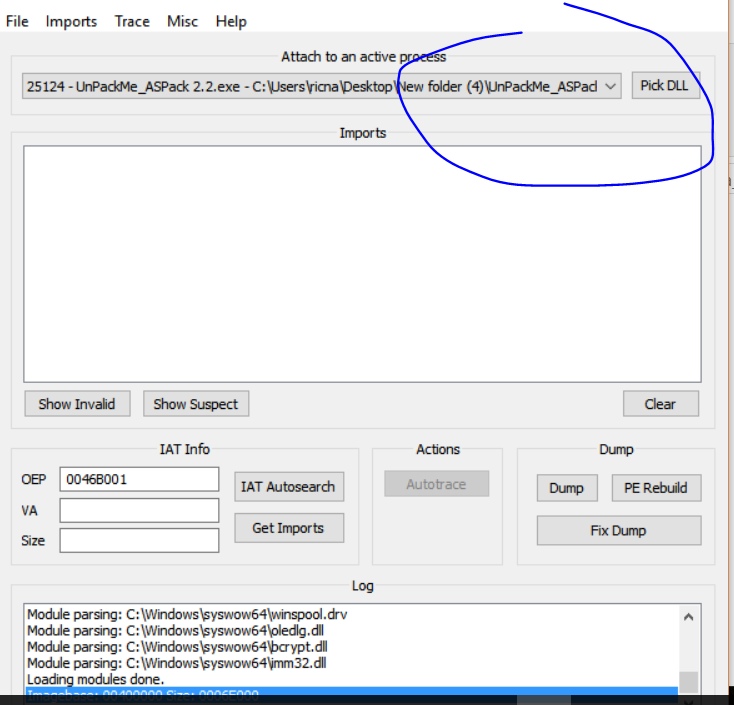 File Imports Trace Misc Help
Attach to an active process
25124 - UnPackMe_ASPack 2.2.exe - C:\Users\ricna\Desktop\New folder (4)\UnPackMe_ASPacl Pick DLL
Imports
Show Invalid Show Suspect Clear
IAT Info Actions Dump
OEP 0046B001 IAT Autosearch Autotrace Dump PE Rebuild
VA
Get Imports Fix Dump
Size
Log
Module parsing: C:\Windows\syswow64\winspool.drv
Module parsing: C:\Windows\syswow64\oledlg.dll
Module parsing: C:\Windows\syswow64\bcrypt.dll
Module parsing: C:\Windows\syswow64\imm32.dll
Loading modules done.
Imagebase: 00400000 Size: 0006E000